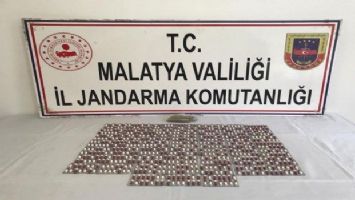 T.C.
MALATYA VALİLİĞİ
İL JANDARMA KOMUTANLIĞI